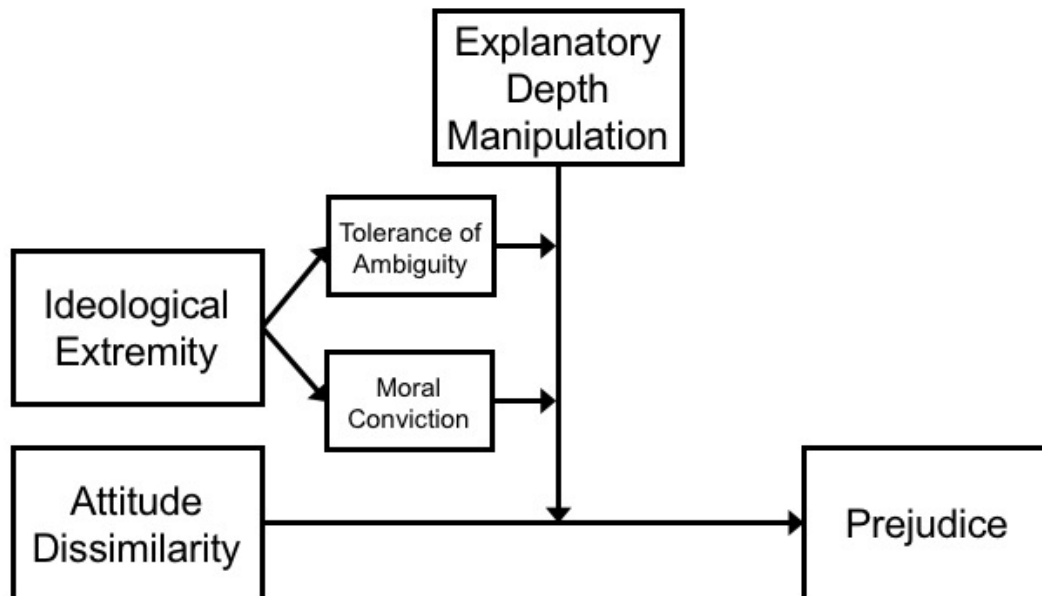 Explanatory
Depth
Manipulation
Tolerance of
Ambiguity
Ideological
Extremity
Moral
Conviction
Attitude
Dissimilarity
Prejudice